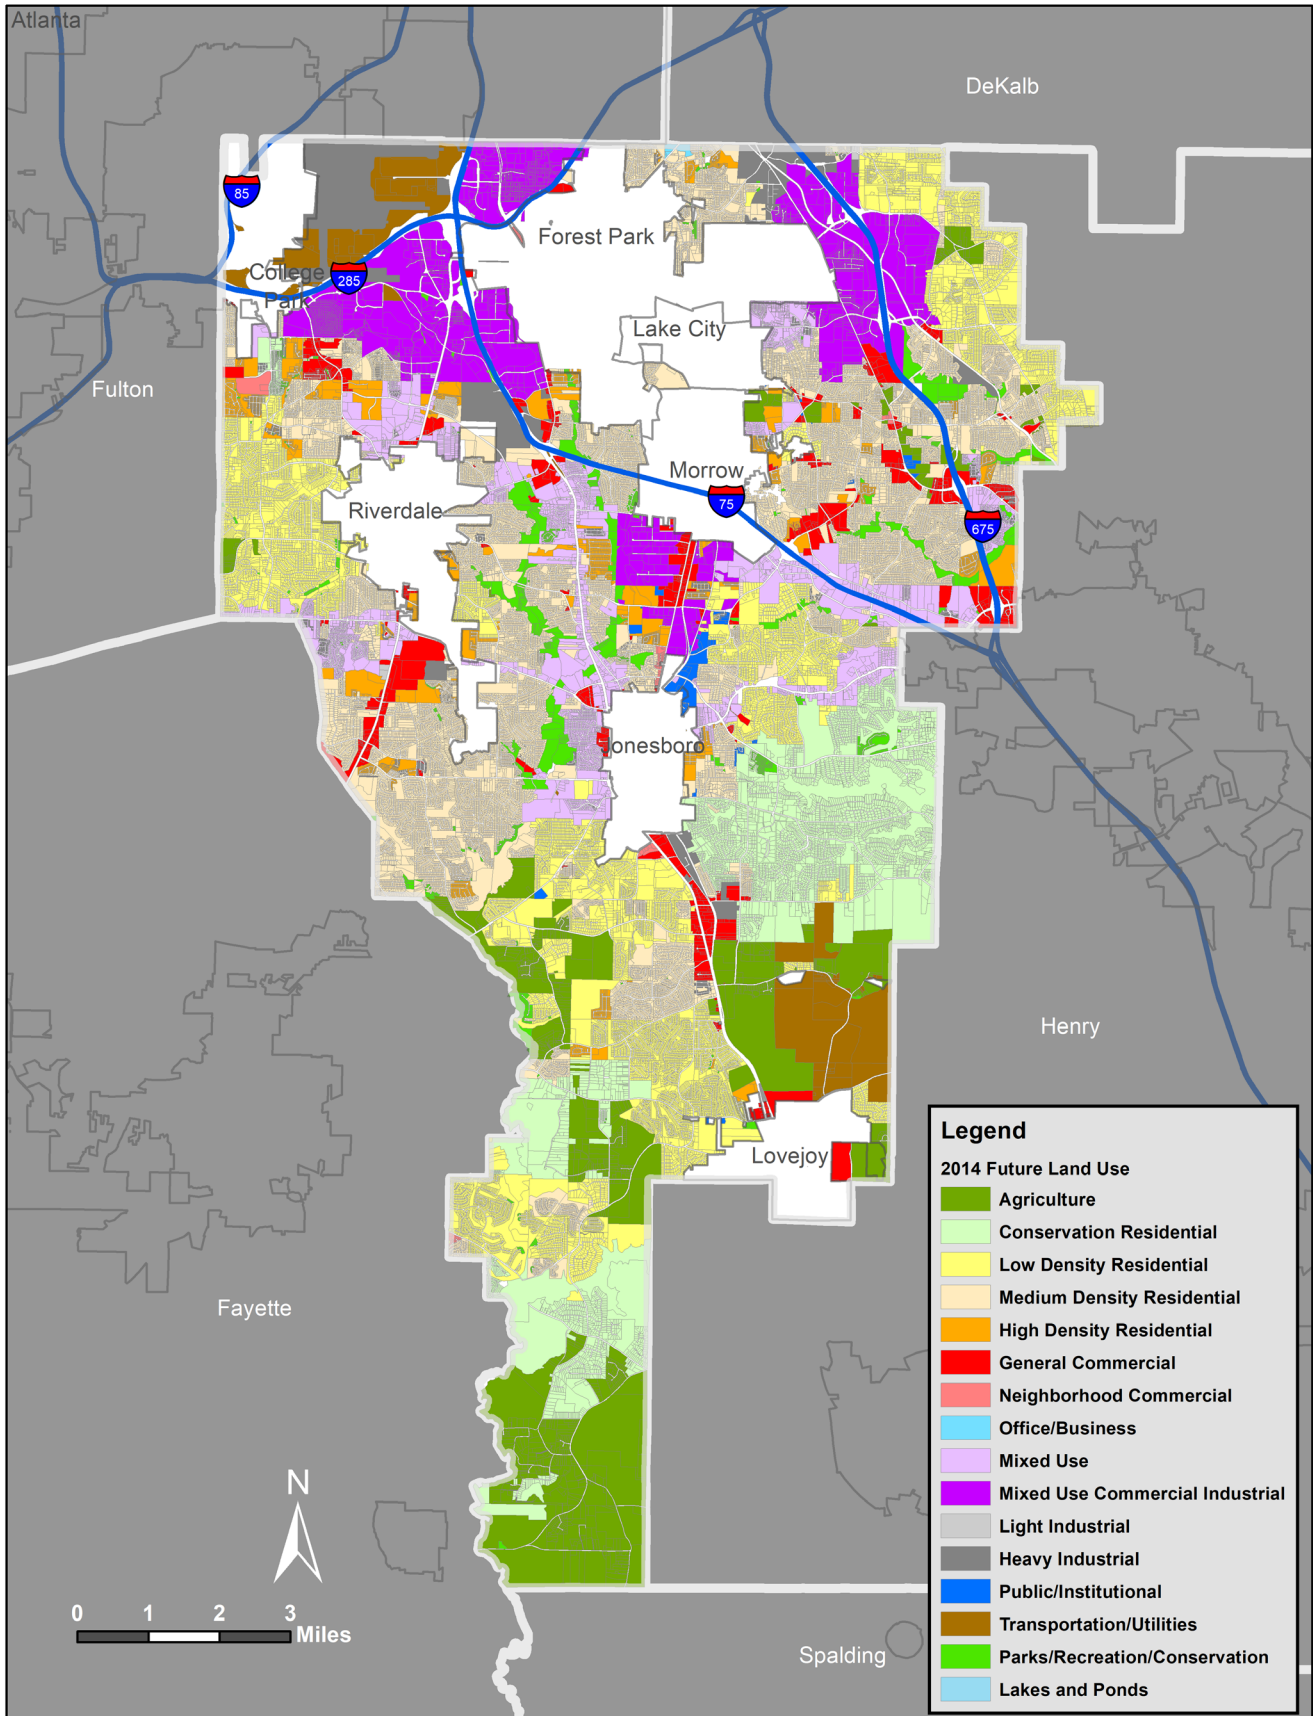 Atlanta
DeKalb
85
Forest Park
College
Park
285
Lake City
Fulton
Morrow
Riverdale
75
675
Jonesboro
Henry
Lovejoy
Fayette
Spalding
N
0 1 2 3
Miles
Legend
2014 Future Land Use
Agriculture
Conservation Residential
Low Density Residential
Medium Density Residential
High Density Residential
General Commercial
Neighborhood Commercial
Office/Business
Mixed Use
Mixed Use Commercial Industrial
Light Industrial
Heavy Industrial
Public/Institutional
Transportation/Utilities
Parks/Recreation/Conservation
Lakes and Ponds